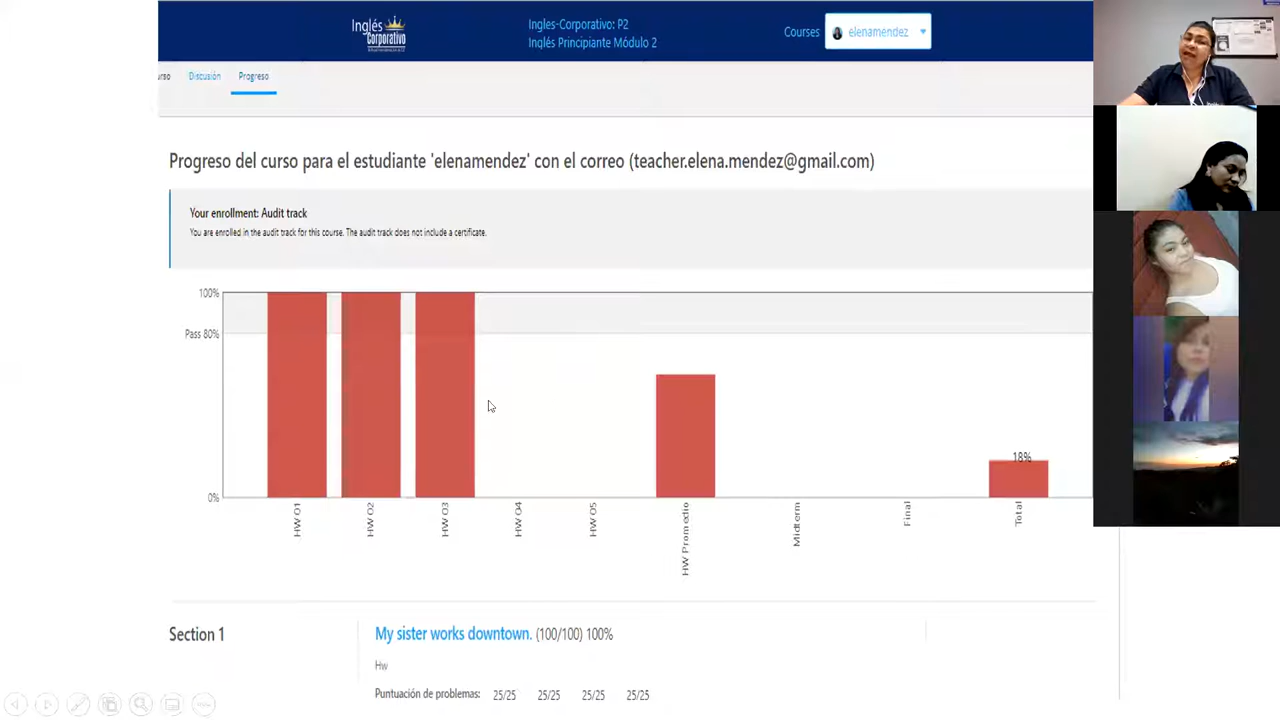 Inglés
Corporativo
Ingles-Corporativo: P2
Inglés Principiante Módulo 2
Courses
elenamendez
urso
Discusión
Progreso
Progreso del curso para el estudiante 'elenamendez' con el correo (teacher.elena.mendez@gmail.com)
Your enrollment: Audit track
You are enrolled in the audit track for this course. The audit track does not include a certificate.
100%
Pass 80%
0%
18%
HW 01
HW 02
HW 03
HW 04
HW 05
HW Promedio
Midterm
Final
Total
Section 1
My sister works downtown. (100/100) 100%
Hw
Puntuación de problemas: 25/25 25/25 25/25 25/25